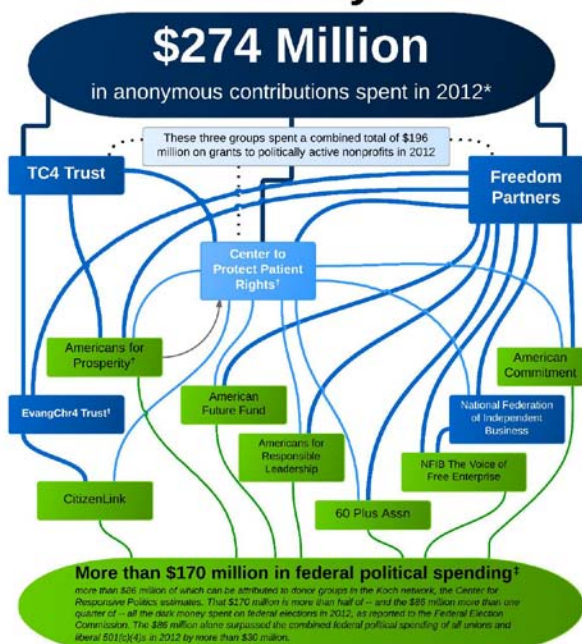 $274 Million
in anonymous contributions spent in 2012*
These three groups spent a combined total of $196
million on grants to politically active nonprofits in 2012
TC4 Trust
Freedom
Partners
Center to
Protect Patient
Rights†
Americans for
Prosperity†
American
Commitment
EvangChr4 Trust†
American
Future Fund
National Federation
of Independent
Business
Americans for
Responsible
Leadership
NFIB The Voice of
Free Enterprise
CitizenLink
60 Plus Assn
More than $170 million in federal political spending‡
more than $86 million of which can be attributed to donor groups in the Koch network, the Center for
Responsive Politics estimates. That $170 million is more than half of -- and the $86 million more than one
quarter of -- all the dark money spent on federal elections in 2012, as reported to the Federal Election
Commission. The $86 million alone surpassed the combined federal political spending of all unions and
liberal 501(c)(4)s in 2012 by more than $30 million.